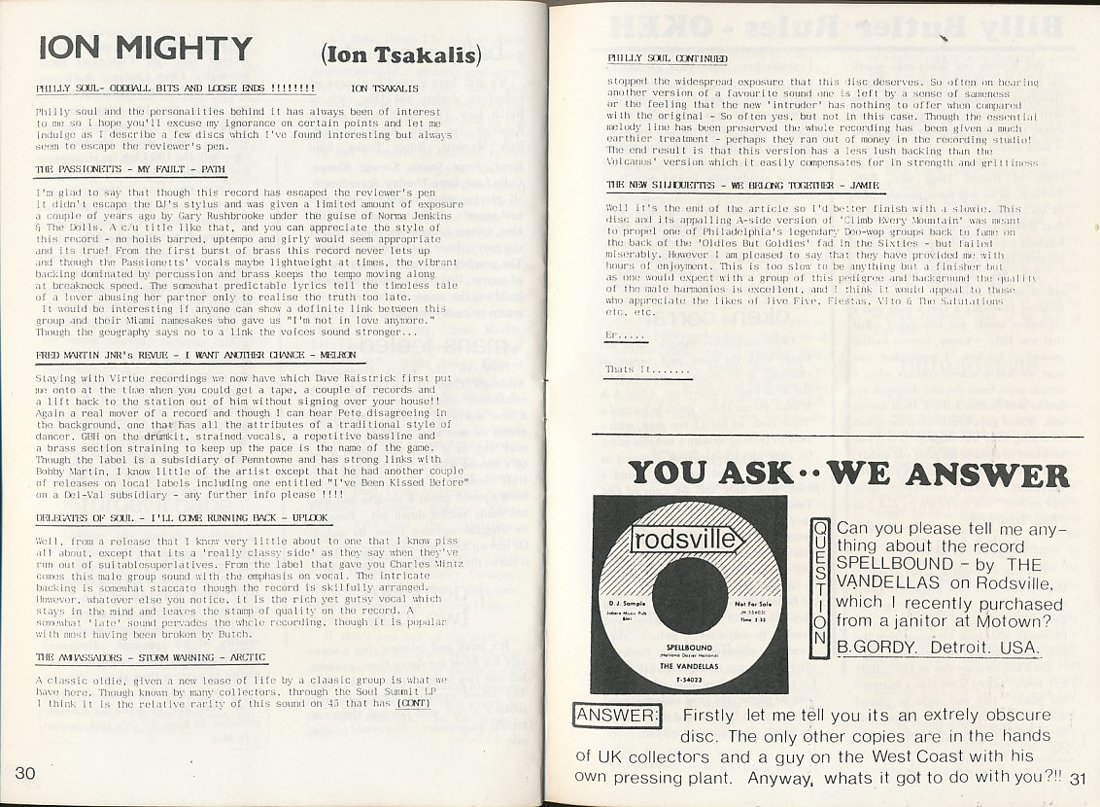 ION MIGHTY (Ion Tsakalis)
PHILLY SOUL- ODDBALL BITS AND LOOSE ENDS !!!!!!!! ION TSAKALIS
Philly soul and the personalities behind it has always been of interest
to me so I hope you'll excuse my ignorance on certain points and let me
indulge as I describe a few discs which I've found interesting but always
seem to escape the reviewer's pen.
THE PASSIONETTS - MY FAULT - PATH
I'm glad to say that though this record has escaped the reviewer's pen
it didn't escape the DJ's stylus and was given a limited amount of exposure
a couple of years ago by Gary Rushbrooke under the guise of Norma Jenkins
& The Dolls. A c/u title like that, and you can appreciate the style of
this record - no holds barred, uptempo and girly would seem appropriate
and its true! From the first burst of brass this record never lets up
and though the Passionetts' vocals maybe lightweight at times, the vibrant
backing dominated by percussion and brass keeps the tempo moving along
at breakneck speed. The somewhat predictable lyrics tell the timeless tale
of a lover abusing her partner only to realise the truth too late.
It would be interesting if anyone can show a definite link between this
group and their Miami namesakes who gave us "I'm not in love anymore."
Though the geography says no to a link the voices sound stronger...
FRED MARTIN JNR's REVUE - I WANT ANOTHER CHANCE - MELRON
Staying with Virtue recordings we now have which Dave Raistrick first put
me onto at the time when you could get a tape, a couple of records and
a lift back to the station out of him without signing over your house!!
Again a real mover of a record and though I can hear Pete disagreeing in
the background, one that has all the attributes of a traditional style of
dancer. GBH on the drumkit, strained vocals, a repetitive bassline and
a brass section straining to keep up the pace is the name of the game.
Though the label is a subsidiary of Penntowne and has strong links with
Bobby Martin, I know little of the artist except that he had another couple
of releases on local labels including one entitled "I've Been Kissed Before"
on a Del-Val subsidiary - any further info please !!!!
DELEGATES OF SOUL - I'LL COME RUNNING BACK - UPLOOK
Well, from a release that I know very little about to one that I know piss
all about, except that its a 'really classy side' as they say when they've
run out of suitablesuperlatives. From the label that gave you Charles Mintz
comes this male group sound with the emphasis on vocal. The intricate
backing is somewhat staccato though the record is skilfully arranged.
However, whatever else you notice, it is the rich yet gutsy vocal which
stays in the mind and leaves the stamp of quality on the record. A
somewhat 'late' sound pervades the whole recording, though it is popular
with most having been broken by Butch.
THE AMBASSADORS - STORM WARNING - ARCTIC
A classic oldie, given a new lease of life by a classic group is what we
have here. Though known by many collectors, through the Soul Summit LP
I think it is the relative rarity of this sound on 45 that has (CONT)
30
PHILLY SOUL CONTINUED
stopped the widespread exposure that this disc deserves. So often on hearing
another version of a favourite sound one is left by a sense of sameness
or the feeling that the new 'intruder' has nothing to offer when compared
with the original - So often yes, but not in this case. Though the essential
melody line has been preserved the whole recording has been given a much
earthier treatment - perhaps they ran out of money in the recording studio!
The end result is that this version has a less lush backing than the
Volcanos' version which it easily compensates for in strength and grittiness
THE NEW SILHOUETTES - WE BELONG TOGETHER - JAMIE
Well it's the end of the article so I'd better finish with a slowie. This
disc and its appalling A-side version of 'Climb Every Mountain' was meant
to propel one of Philadelphia's legendary Doo-wop groups back to fame on
the back of the 'Oldies But Goldies' fad in the Sixties - but failed
miserably. However I am pleased to say that they have provided me with
hours of enjoyment. This is too slow to be anything but a finisher but
as one would expect with a group of this pedigree and background the quality
of the male harmonies is excellent, and I think it would appeal to those
who appreciate the likes of Jive Five, Fiestas, Vito & The Salutations
etc, etc.
Er.....
Thats it.......
YOU ASK .. WE ANSWER
rodsville
D.J. Sample
Jobete Music Pub
BMI
Not For Sale
(H-55403)
Time 2:32
SPELLBOUND
(Holland Dozier Holland)
THE VANDELLAS
T-54023
QUESTION
Can you please tell me any-
thing about the record
SPELLBOUND - by THE
VANDELLAS on Rodsville,
which I recently purchased
from a janitor at Motown?
B.GORDY. Detroit. USA.
ANSWER: Firstly let me tell you its an extrely obscure
disc. The only other copies are in the hands
of UK collectors and a guy on the West Coast with his
own pressing plant. Anyway, whats it got to do with you?!!
31